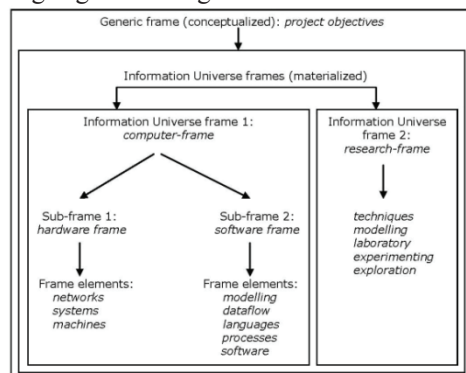 Generic frame (conceptualized): project objectives
Information Universe frames (materialized)
Information Universe frame 1:
computer-frame
Information Universe
frame 2:
research-frame
Sub-frame 1:
hardware frame
Sub-frame 2:
software frame
techniques
modelling
laboratory
experimenting
exploration
Frame elements:
networks
systems
machines
Frame elements:
modelling
dataflow
languages
processes
software